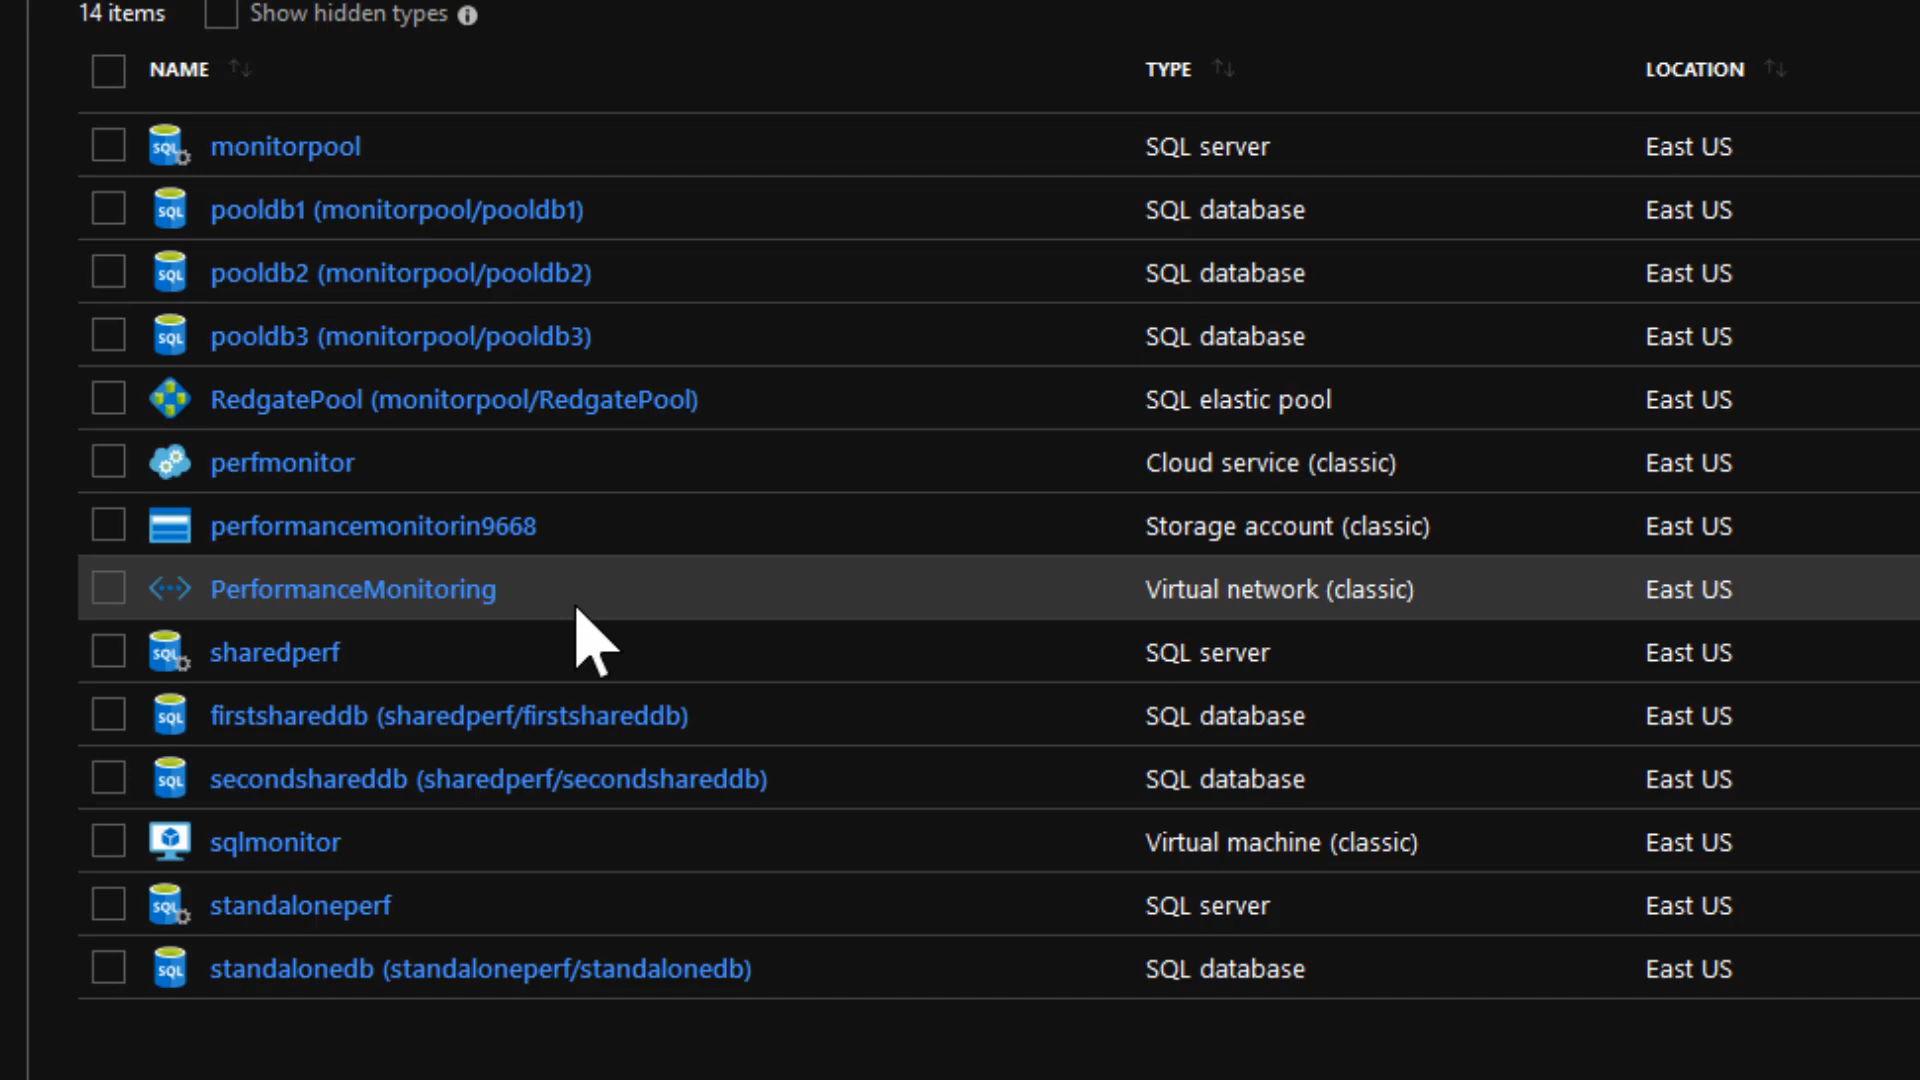 14 items Show hidden types
NAME TYPE LOCATION
monitorpool SQL server East US
pooldb1 (monitorpool/pooldb1) SQL database East US
pooldb2 (monitorpool/pooldb2) SQL database East US
pooldb3 (monitorpool/pooldb3) SQL database East US
RedgatePool (monitorpool/RedgatePool) SQL elastic pool East US
perfmonitor Cloud service (classic) East US
performancemonitorin9668 Storage account (classic) East US
PerformanceMonitoring Virtual network (classic) East US
sharedperf SQL server East US
firstshareddb (sharedperf/firstshareddb) SQL database East US
secondshareddb (sharedperf/secondshareddb) SQL database East US
sqlmonitor Virtual machine (classic) East US
standaloneperf SQL server East US
standalonedb (standaloneperf/standalonedb) SQL database East US